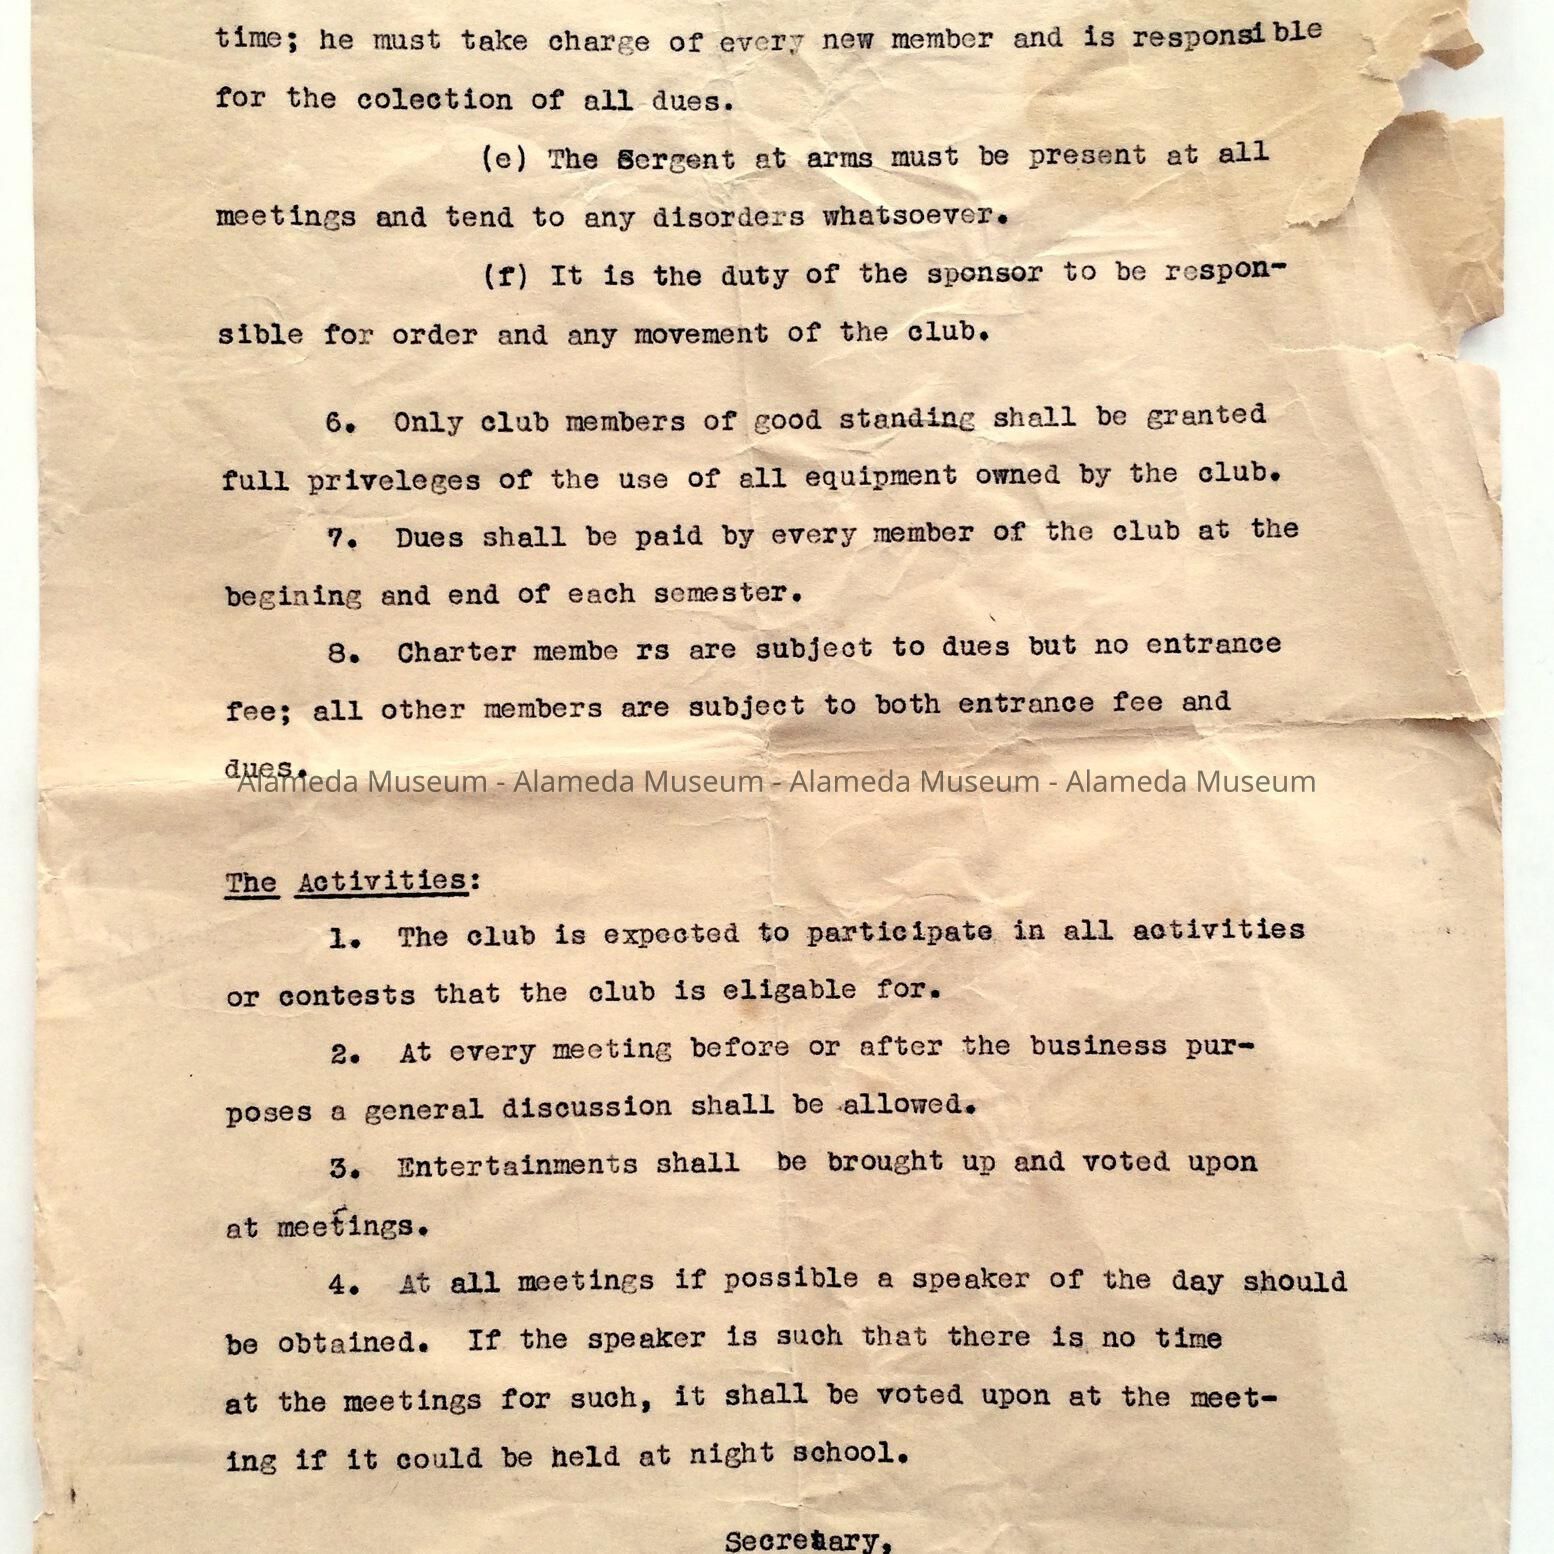 time; he must take charge of every new member and is responsible
for the colection of all dues.
(e) The Sergent at arms must be present at all
meetings and tend to any disorders whatsoever.
(f) It is the duty of the sponsor to be respon-
sible for order and any movement of the club.
6. Only club members of good standing shall be granted
full priveleges of the use of all equipment owned by the club.
7. Dues shall be paid by every member of the club at the
begining and end of each semester.
8. Charter membe rs are subject to dues but no entrance
fee; all other members are subject to both entrance fee and
dues.
Alameda Museum - Alameda Museum - Alameda Museum - Alameda Museum
The Activities:
1. The club is expected to participate in all activities
or contests that the club is eligable for.
2. At every meeting before or after the business pur-
poses a general discussion shall be allowed.
3. Entertainments shall be brought up and voted upon
at meetings.
4. At all meetings if possible a speaker of the day should
be obtained. If the speaker is such that there is no time
at the meetings for such, it shall be voted upon at the meet-
ing if it could be held at night school.
Secretary,